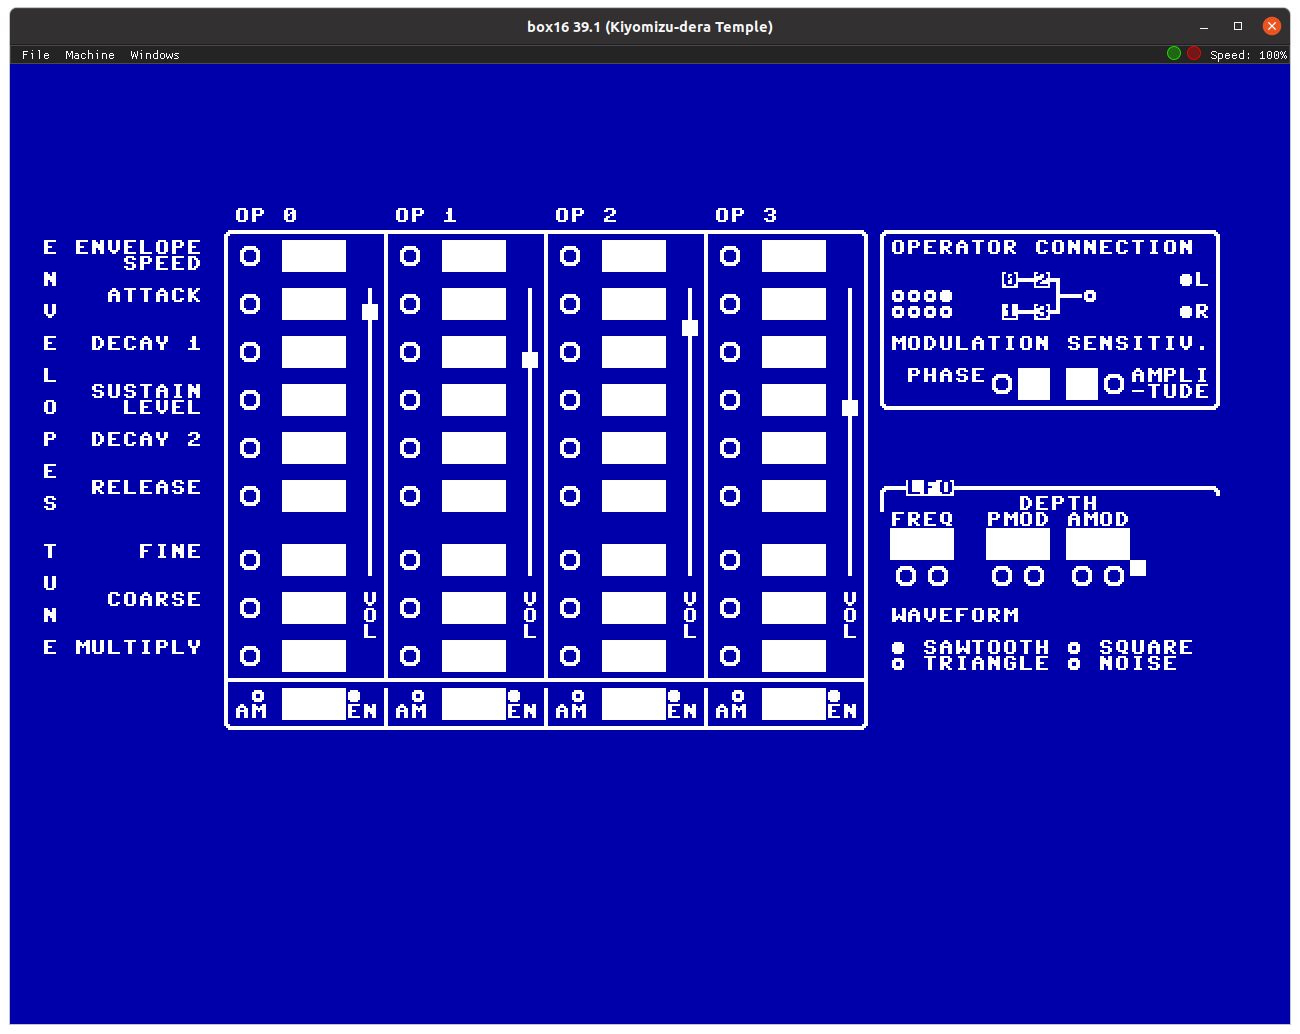 box16 39.1 (Kiyomizu-dera Temple)
File Machine Windows Speed: 100%
OP 0 OP 1 OP 2 OP 3
ENVELOPES
TUNE
ENVELOPE
SPEED
ATTACK
DECAY 1
SUSTAIN
LEVEL
DECAY 2
RELEASE
FINE
COARSE
MULTIPLY
VOL VOL VOL VOL
AM EN AM EN AM EN AM EN
OPERATOR CONNECTION
0 2 L
1 3 R
MODULATION SENSITIV.
PHASE AMPLI
-TUDE
LFO
DEPTH
FREQ PMOD AMOD
WAVEFORM
SAWTOOTH SQUARE
TRIANGLE NOISE